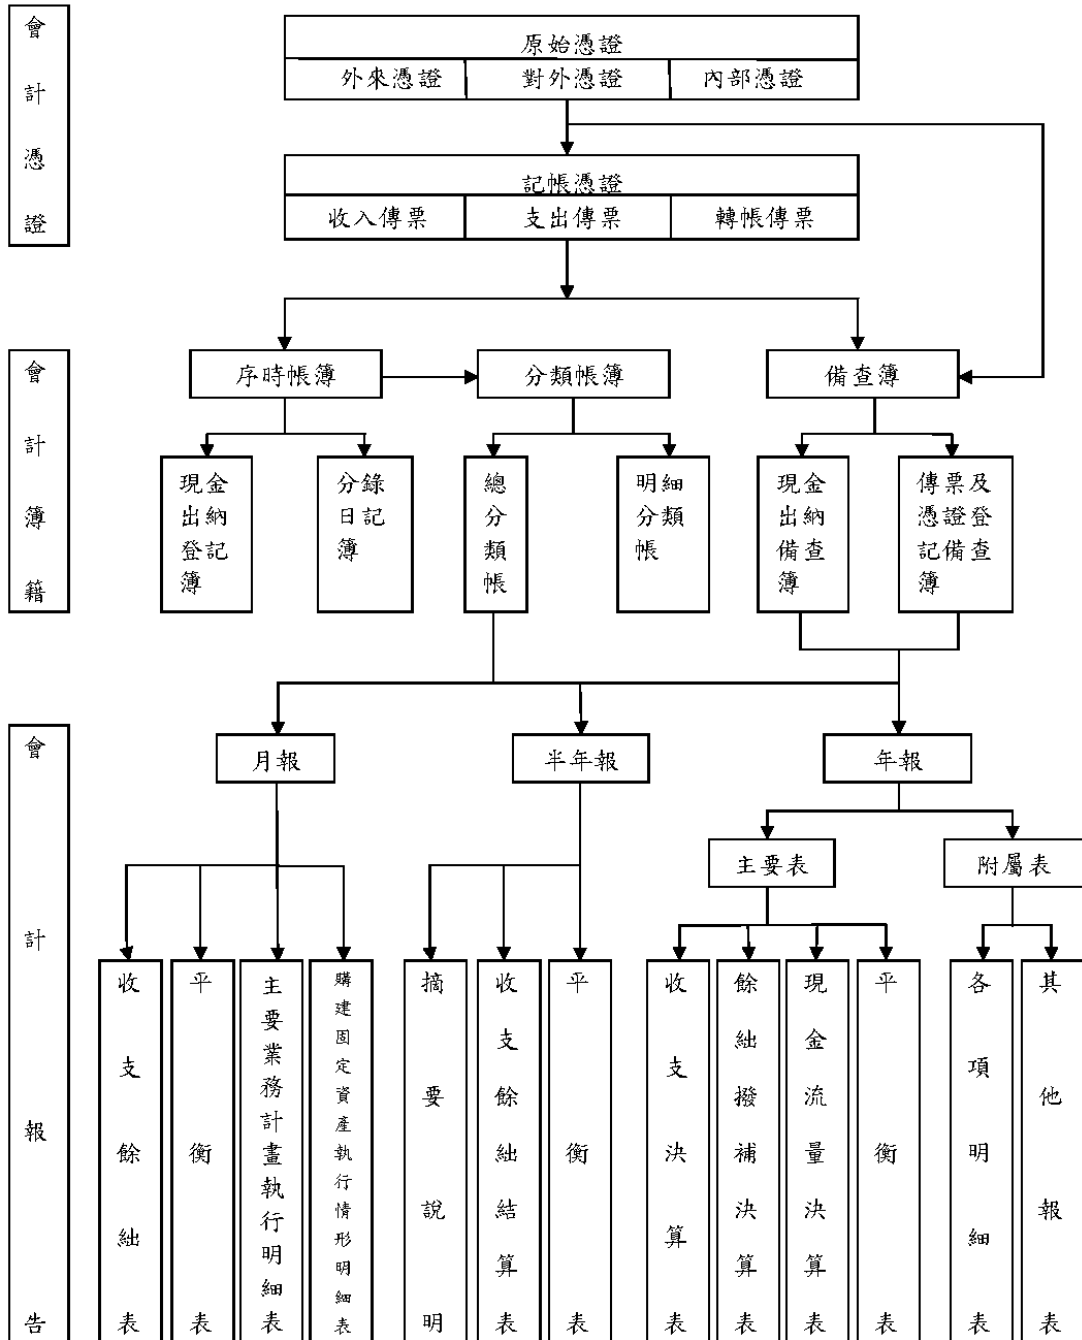 會計憑證
原始憑證
外來憑證
對外憑證
內部憑證
記帳憑證
收入傳票
支出傳票
轉帳傳票
會計簿籍
序時帳簿
分類帳簿
備查簿
現金
出納
登記
簿
分錄
日記
簿
總分類帳
明細
分類
帳
現金
出納
備查
簿
傳票及
憑證登
記備查
簿
會計報告
月報
半年報
年報
主要表
附屬表
收支餘絀表
平衡表
主要業務計畫執行明細表
購建固定資產執行情形明細表
摘要說明
收支餘絀結算表
平衡表
收支決算表
餘絀撥補決算表
現金流量決算表
平衡表
各項明細表
其他報表